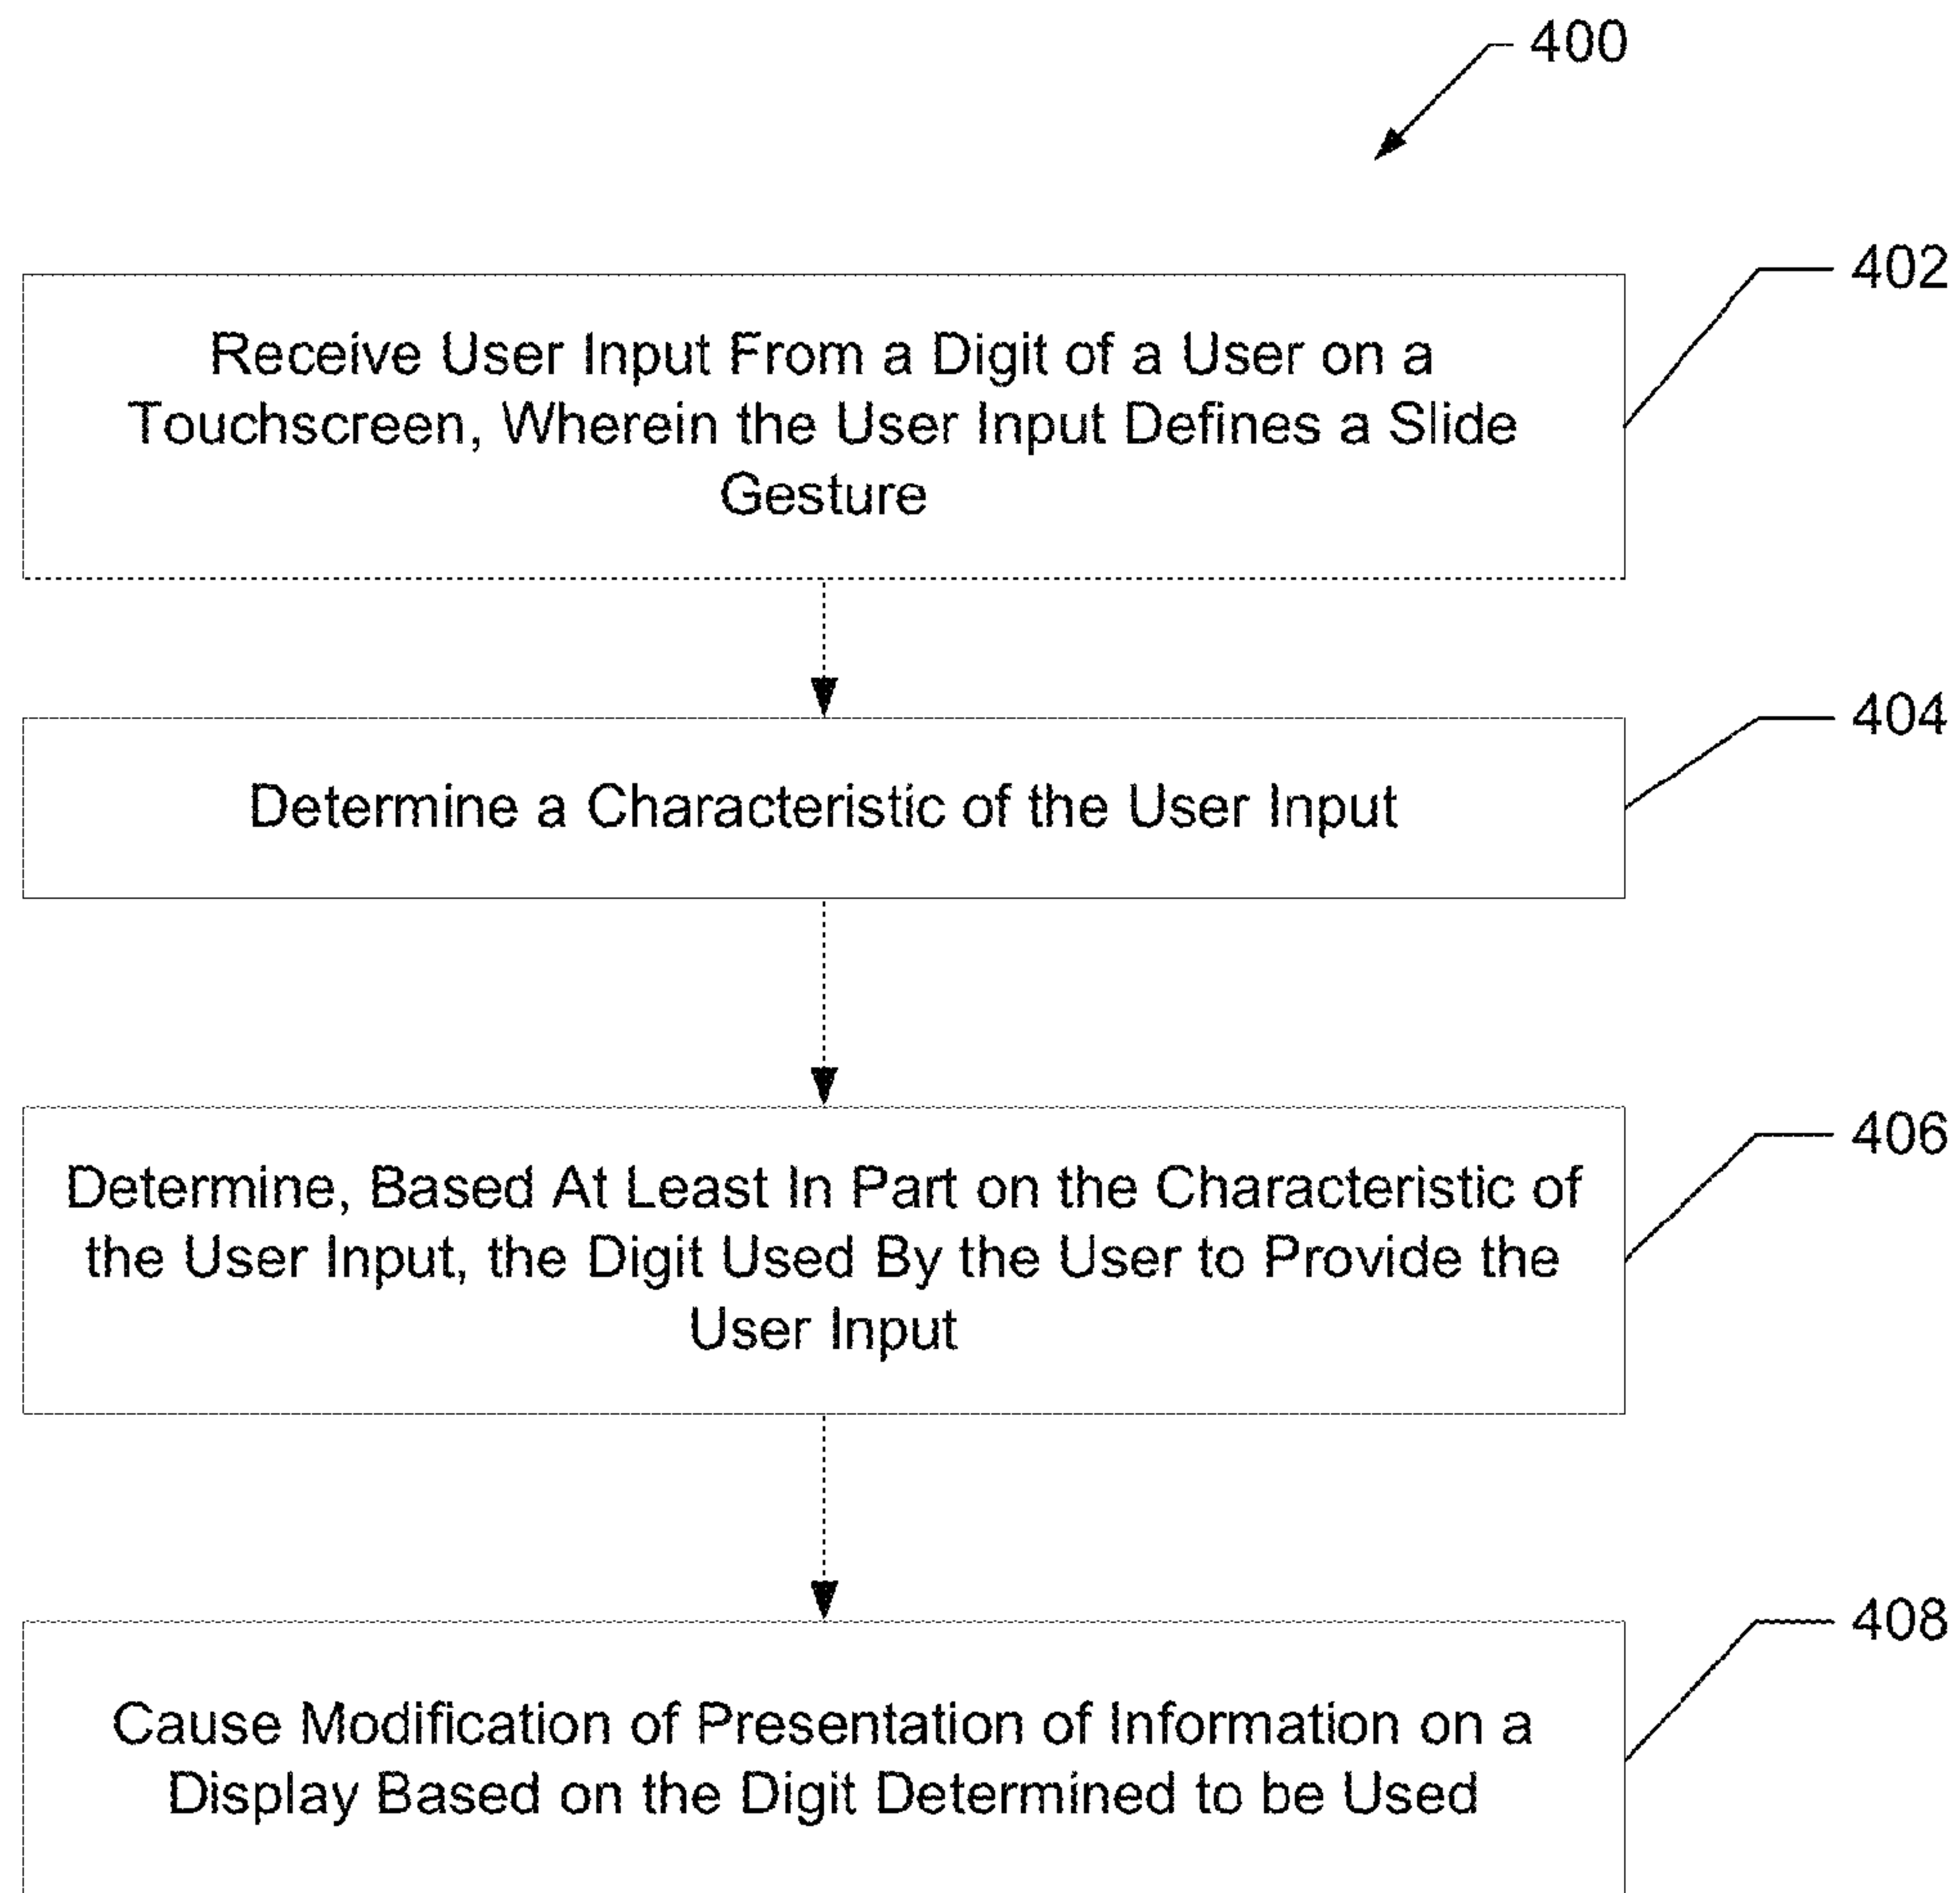 400
402
Receive User Input From a Digit of a User on a
Touchscreen, Wherein the User Input Defines a Slide
Gesture
404
Determine a Characteristic of the User Input
406
Determine, Based At Least In Part on the Characteristic of
the User Input, the Digit Used By the User to Provide the
User Input
408
Cause Modification of Presentation of Information on a
Display Based on the Digit Determined to be Used